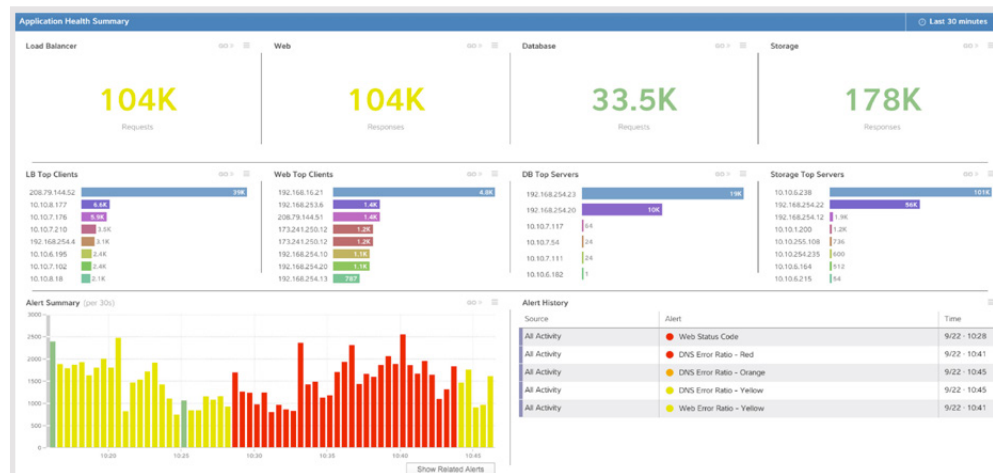 Application Health Summary
Last 30 minutes
Load Balancer
104K
Requests
Web
104K
Responses
Database
33.5K
Requests
Storage
178K
Responses
LB Top Clients
208.79.144.52 39K
10.10.8.177 6.6K
10.10.7.178 5.9K
10.10.7.210 3.5K
192.168.254.4 3.1K
10.10.6.195 2.4K
10.10.7.102 2.4K
10.10.8.18 2.1K
Web Top Clients
192.168.16.21 4.8K
192.168.253.6 1.4K
208.79.144.51 1.4K
173.241.250.12 1.2K
173.241.250.12 1.2K
192.168.254.10 1.1K
192.168.254.20 1.1K
192.168.254.13 767
DB Top Servers
192.168.254.23 19K
192.168.254.20 10K
10.10.7.117 64
10.10.7.54 24
10.10.7.111 24
10.10.6.182 1
Storage Top Servers
10.10.6.238 101K
192.168.254.22 56K
192.168.254.12 1.9K
10.10.1.200 1.2K
10.10.255.108 736
10.10.254.235 600
10.10.6.164 512
10.10.6.215 54
Alert Summary (per 30s)
3000
2500
2000
1500
1000
500
0
10:20 10:25 10:30 10:35 10:40 10:45
Show Related Alerts
Alert History
Source Alert Time
All Activity Web Status Code 9/22 - 10:28
All Activity DNS Error Ratio - Red 9/22 - 10:41
All Activity DNS Error Ratio - Orange 9/22 - 10:45
All Activity DNS Error Ratio - Yellow 9/22 - 10:45
All Activity Web Error Ratio - Yellow 9/22 - 10:41